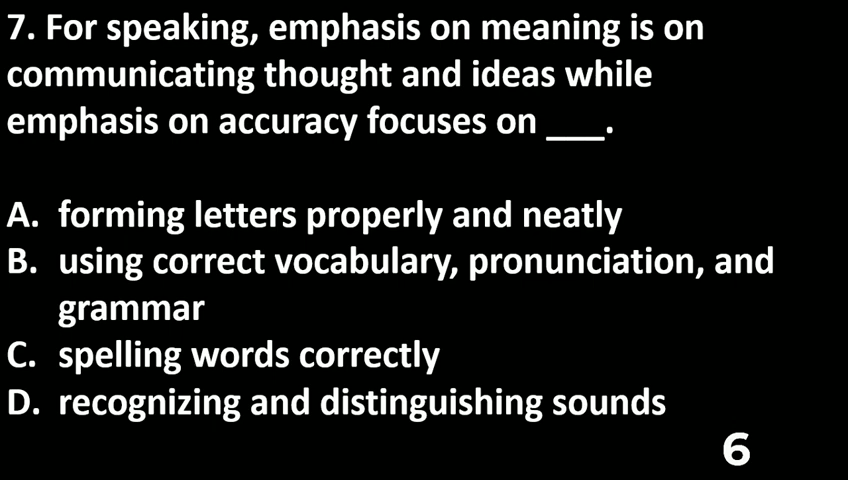 7. For speaking, emphasis on meaning is on
communicating thought and ideas while
emphasis on accuracy focuses on ___.
A. forming letters properly and neatly
B. using correct vocabulary, pronunciation, and
grammar
C. spelling words correctly
D. recognizing and distinguishing sounds
6